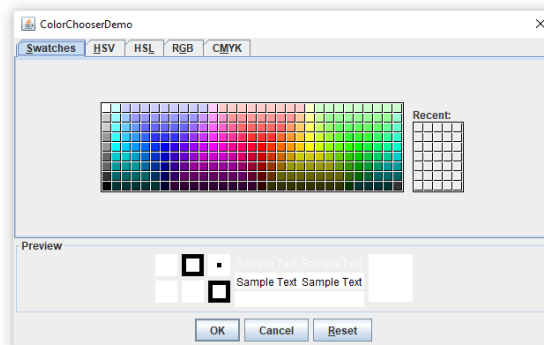 ColorChooserDemo
Swatches HSV HSL RGB CMYK
Recent:
Preview
Sample Text Sample Text
Sample Text Sample Text
OK Cancel Reset